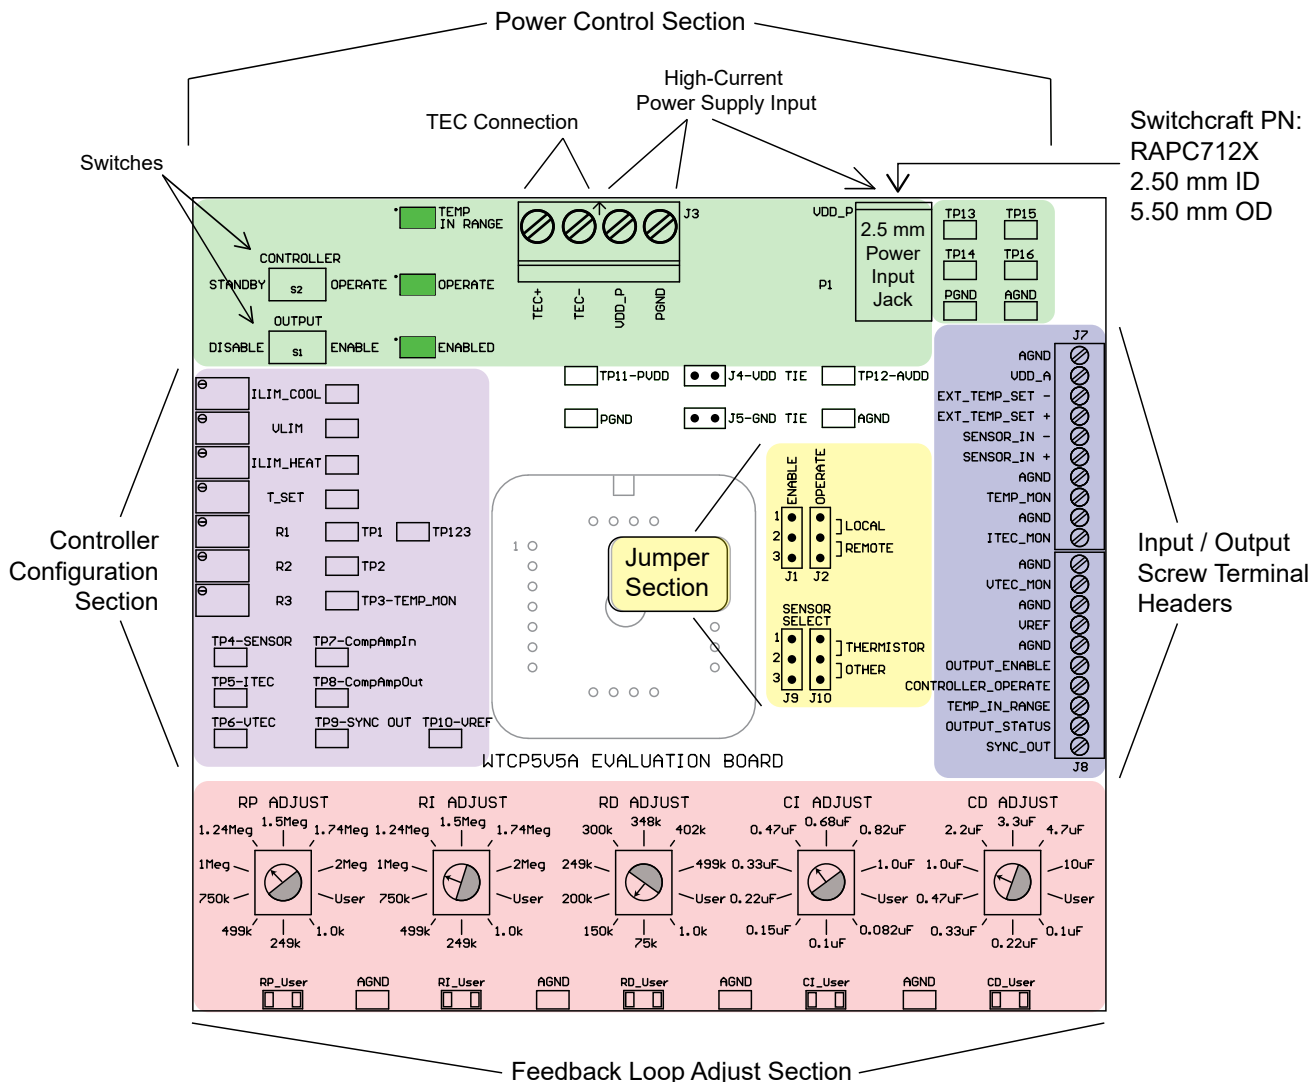 Power Control Section
High-Current
Power Supply Input
TEC Connection
Switches
Switchcraft PN:
RAPC712X
2.50 mm ID
5.50 mm OD
TEMP
IN RANGE
J3
VDD_P
2.5 mm
Power
Input
Jack
P1
TP13 TP15
TP14 TP16
PGND AGND
CONTROLLER
STANDBY S2 OPERATE
OPERATE
OUTPUT
DISABLE S1 ENABLE
ENABLED
TEC+
TEC-
VDD_P
PGND
TP11-PVDD
J4-VDD TIE
TP12-AVDD
PGND
J5-GND TIE
AGND
Controller
Configuration
Section
ILIM_COOL
VLIM
ILIM_HEAT
T_SET
R1 TP1 TP123
R2 TP2
R3 TP3-TEMP_MON
TP4-SENSOR TP7-CompAmpIn
TP5-ITEC TP8-CompAmpOut
TP6-VTEC TP9-SYNC OUT TP10-VREF
1
Jumper
Section
ENABLE
OPERATE
1
2
3
LOCAL
REMOTE
J1 J2
SENSOR
SELECT
1
2
3
THERMISTOR
OTHER
J9 J10
J7
AGND
VDD_A
EXT_TEMP_SET -
EXT_TEMP_SET +
SENSOR_IN -
SENSOR_IN +
AGND
TEMP_MON
AGND
ITEC_MON
AGND
VTEC_MON
AGND
VREF
AGND
OUTPUT_ENABLE
CONTROLLER_OPERATE
TEMP_IN_RANGE
OUTPUT_STATUS
SYNC_OUT
J8
Input / Output
Screw Terminal
Headers
WTCP5V5A EVALUATION BOARD
RP ADJUST
1.5Meg
1.24Meg 1.74Meg
1Meg 2Meg
750k User
499k 1.0k
249k
RI ADJUST
1.5Meg
1.24Meg 1.74Meg
1Meg 2Meg
750k User
499k 1.0k
249k
RD ADJUST
348k
300k 402k
249k 499k
200k User
150k 1.0k
75k
CI ADJUST
0.68uF
0.47uF 0.82uF
0.33uF 1.0uF
0.22uF User
0.15uF 0.082uF
0.1uF
CD ADJUST
3.3uF
2.2uF 4.7uF
1.0uF 10uF
0.47uF User
0.33uF 0.1uF
0.22uF
RP_User AGND RI_User AGND RD_User AGND CI_User AGND CD_User
Feedback Loop Adjust Section